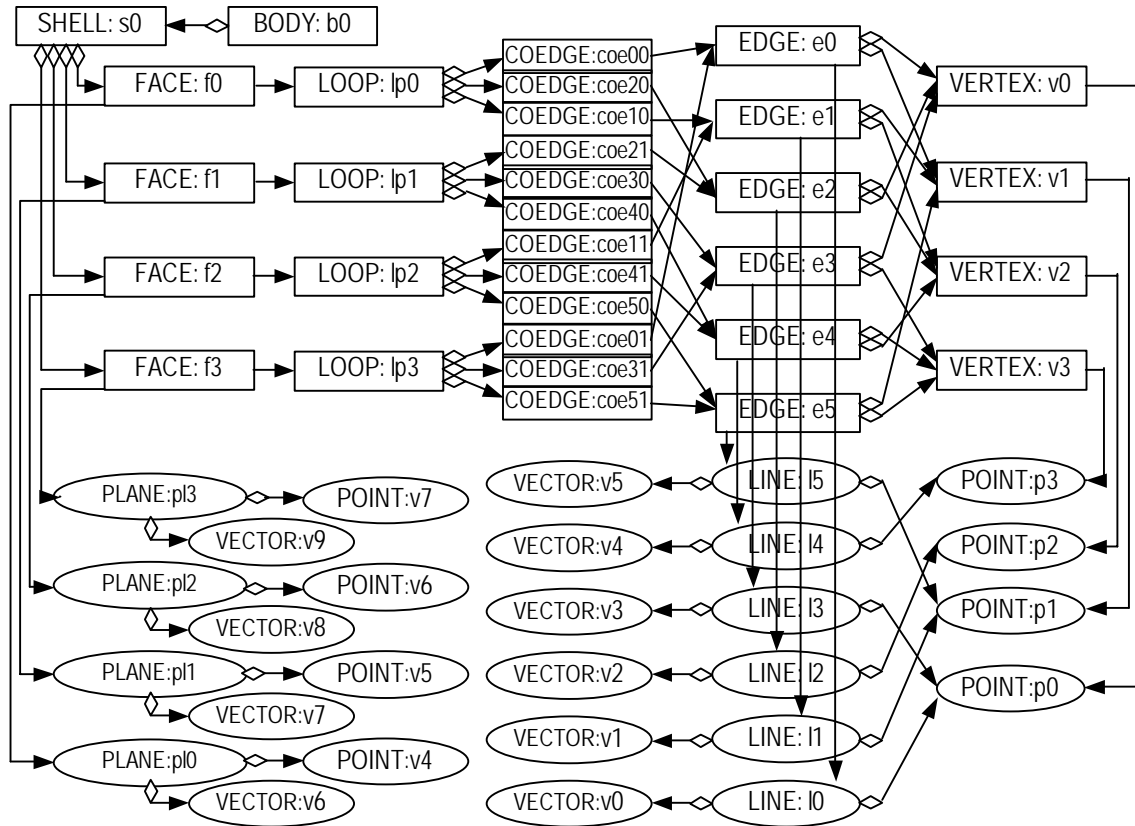 SHELL: s0
BODY: b0
FACE: f0
LOOP: lp0
COEDGE:coe00
COEDGE:coe20
COEDGE:coe10
EDGE: e0
VERTEX: v0
FACE: f1
LOOP: lp1
COEDGE:coe21
COEDGE:coe30
COEDGE:coe40
EDGE: e1
EDGE: e2
VERTEX: v1
FACE: f2
LOOP: lp2
COEDGE:coe11
COEDGE:coe41
COEDGE:coe50
EDGE: e3
VERTEX: v2
FACE: f3
LOOP: lp3
COEDGE:coe01
COEDGE:coe31
COEDGE:coe51
EDGE: e4
EDGE: e5
VERTEX: v3
PLANE:pl3
POINT:v7
VECTOR:v9
VECTOR:v5
LINE: l5
POINT:p3
VECTOR:v4
LINE: l4
POINT:p2
PLANE:pl2
POINT:v6
VECTOR:v8
VECTOR:v3
LINE: l3
POINT:p1
PLANE:pl1
POINT:v5
VECTOR:v7
VECTOR:v2
LINE: l2
POINT:p0
VECTOR:v1
LINE: l1
PLANE:pl0
POINT:v4
VECTOR:v6
VECTOR:v0
LINE: l0